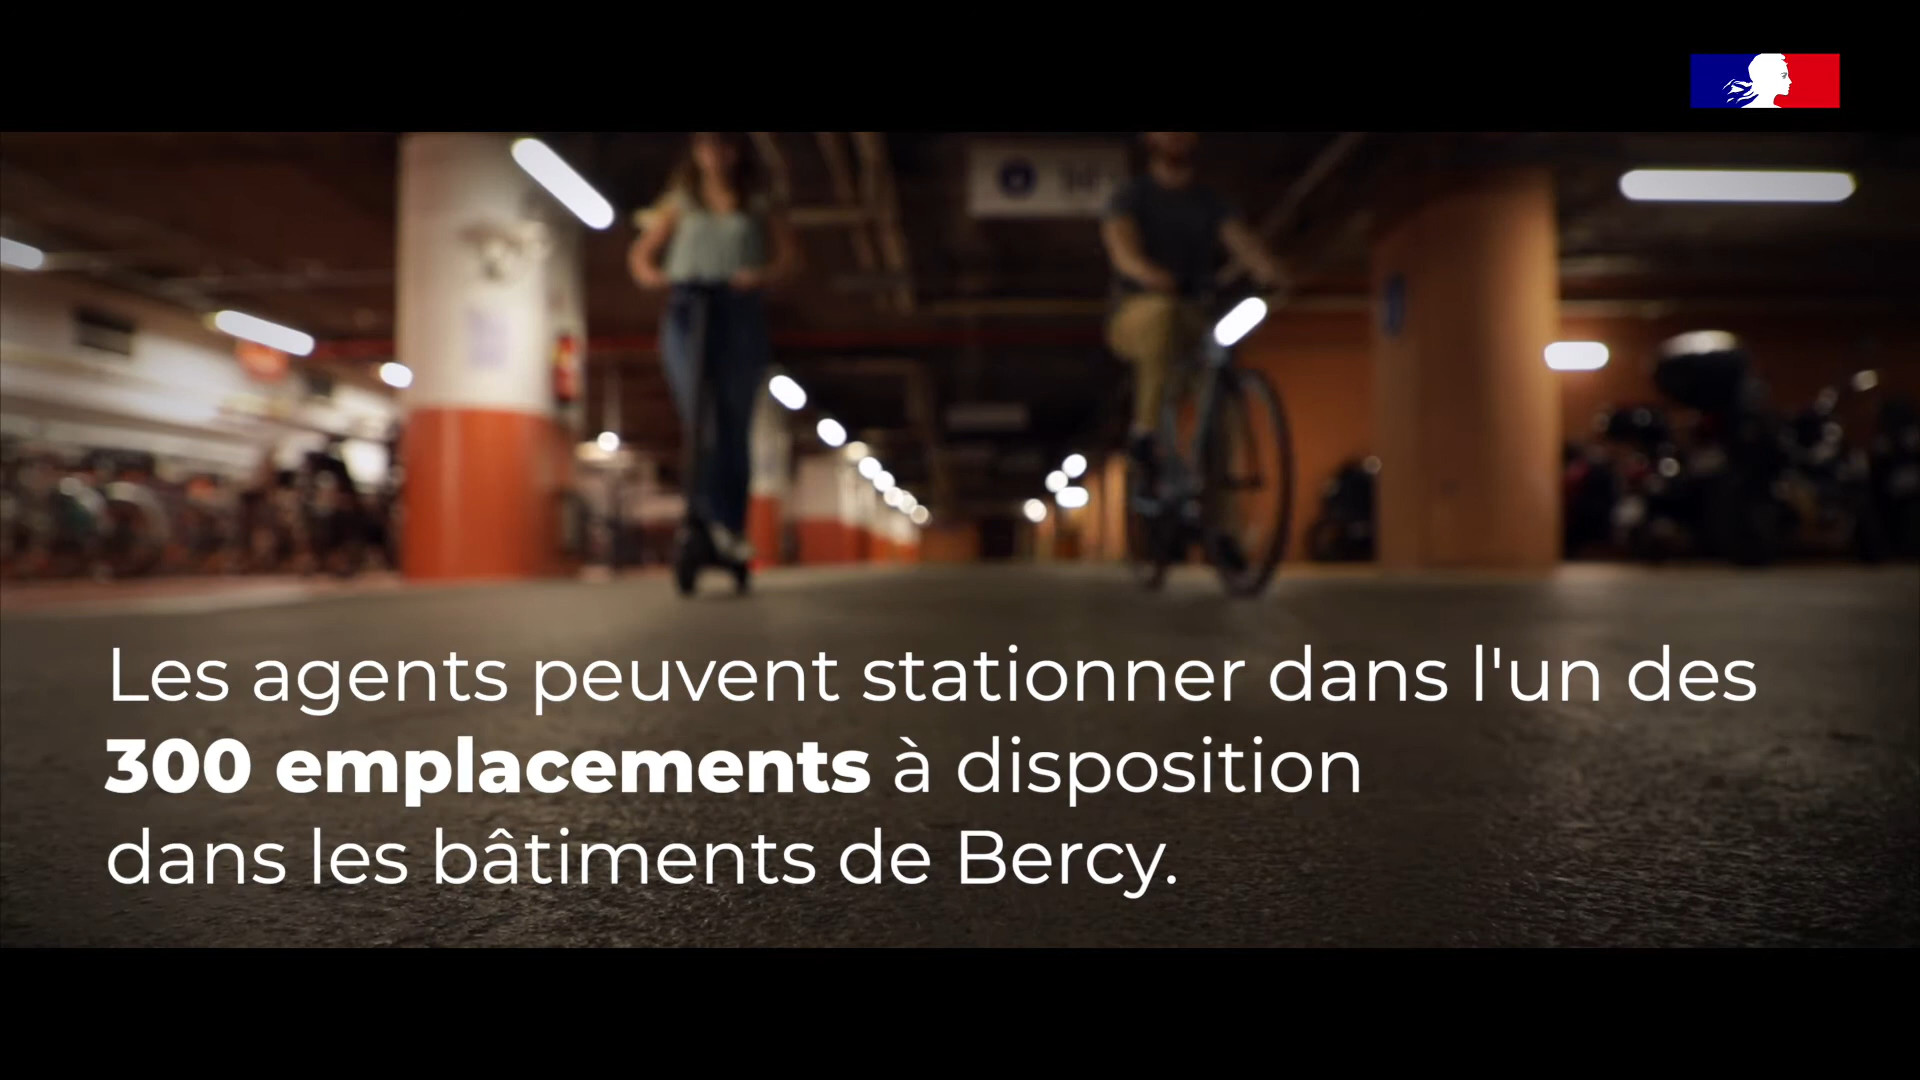 Les agents peuvent stationner dans l'un des
300 emplacements à disposition
dans les bâtiments de Bercy.